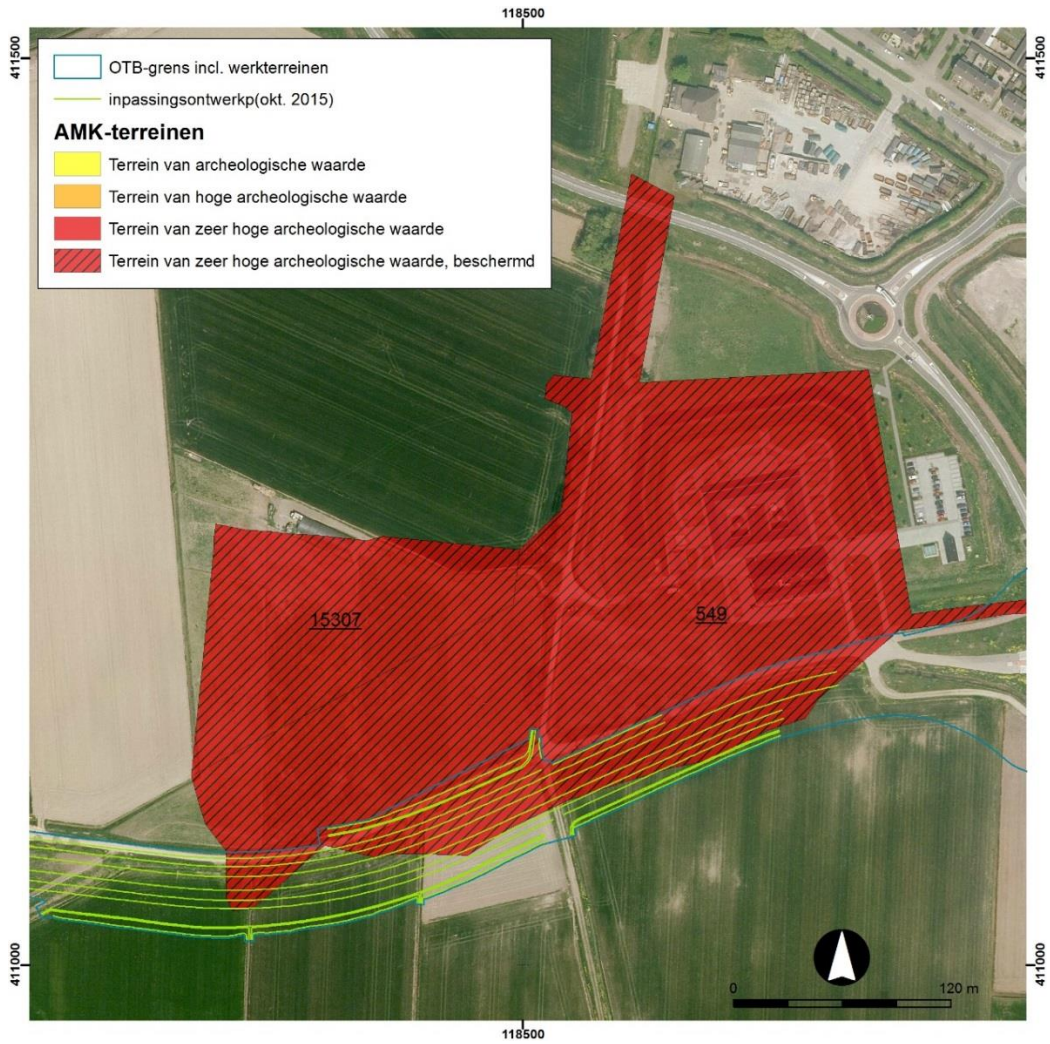 118500
411500
411500
OTB-grens incl. werkterreinen
inpassingsontwerkp(okt. 2015)
AMK-terreinen
Terrein van archeologische waarde
Terrein van hoge archeologische waarde
Terrein van zeer hoge archeologische waarde
Terrein van zeer hoge archeologische waarde, beschermd
15307
549
411000
411000
0
120 m
118500